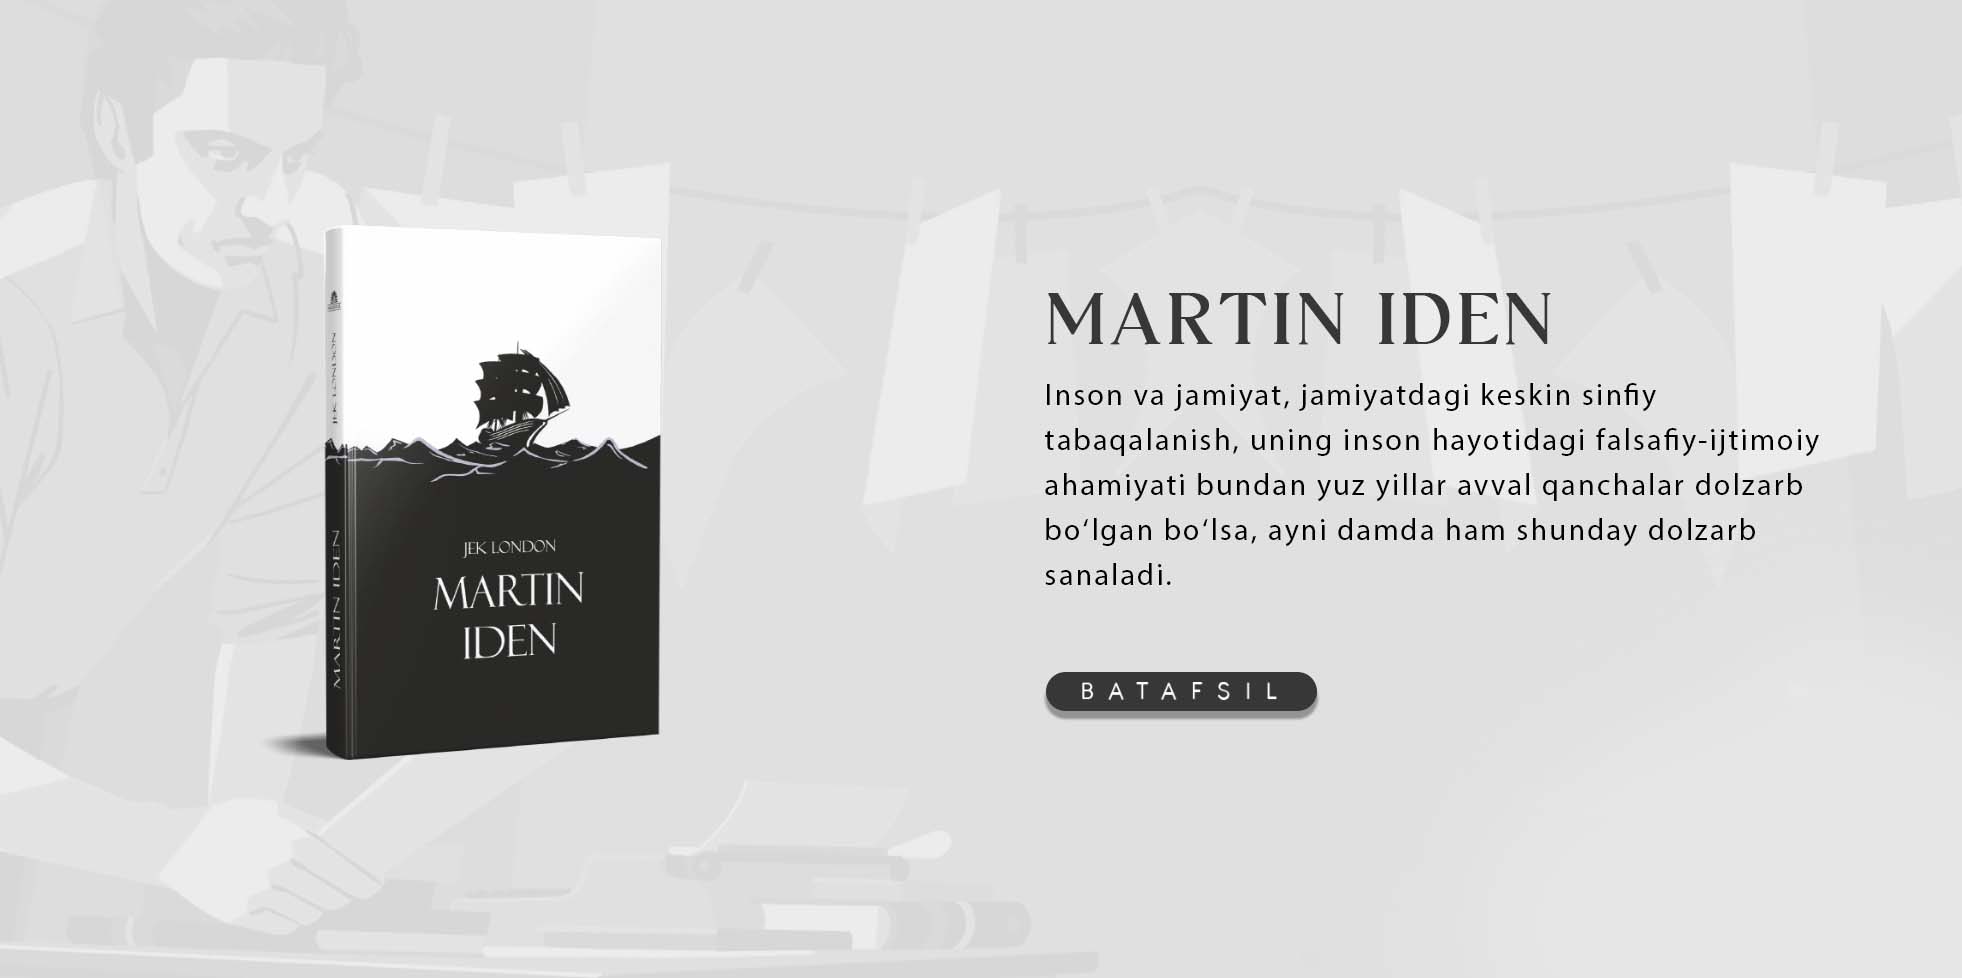 JEK LONDON
MARTIN IDEN
JEK LONDON
MARTIN
IDEN
MARTIN IDEN
Inson va jamiyat, jamiyatdagi keskin sinfiy
tabaqalanish, uning inson hayotidagi falsafiy-ijtimoiy
ahamiyati bundan yuz yillar avval qanchalar dolzarb
bo‘lgan bo‘lsa, ayni damda ham shunday dolzarb
sanaladi.
BATAFSIL